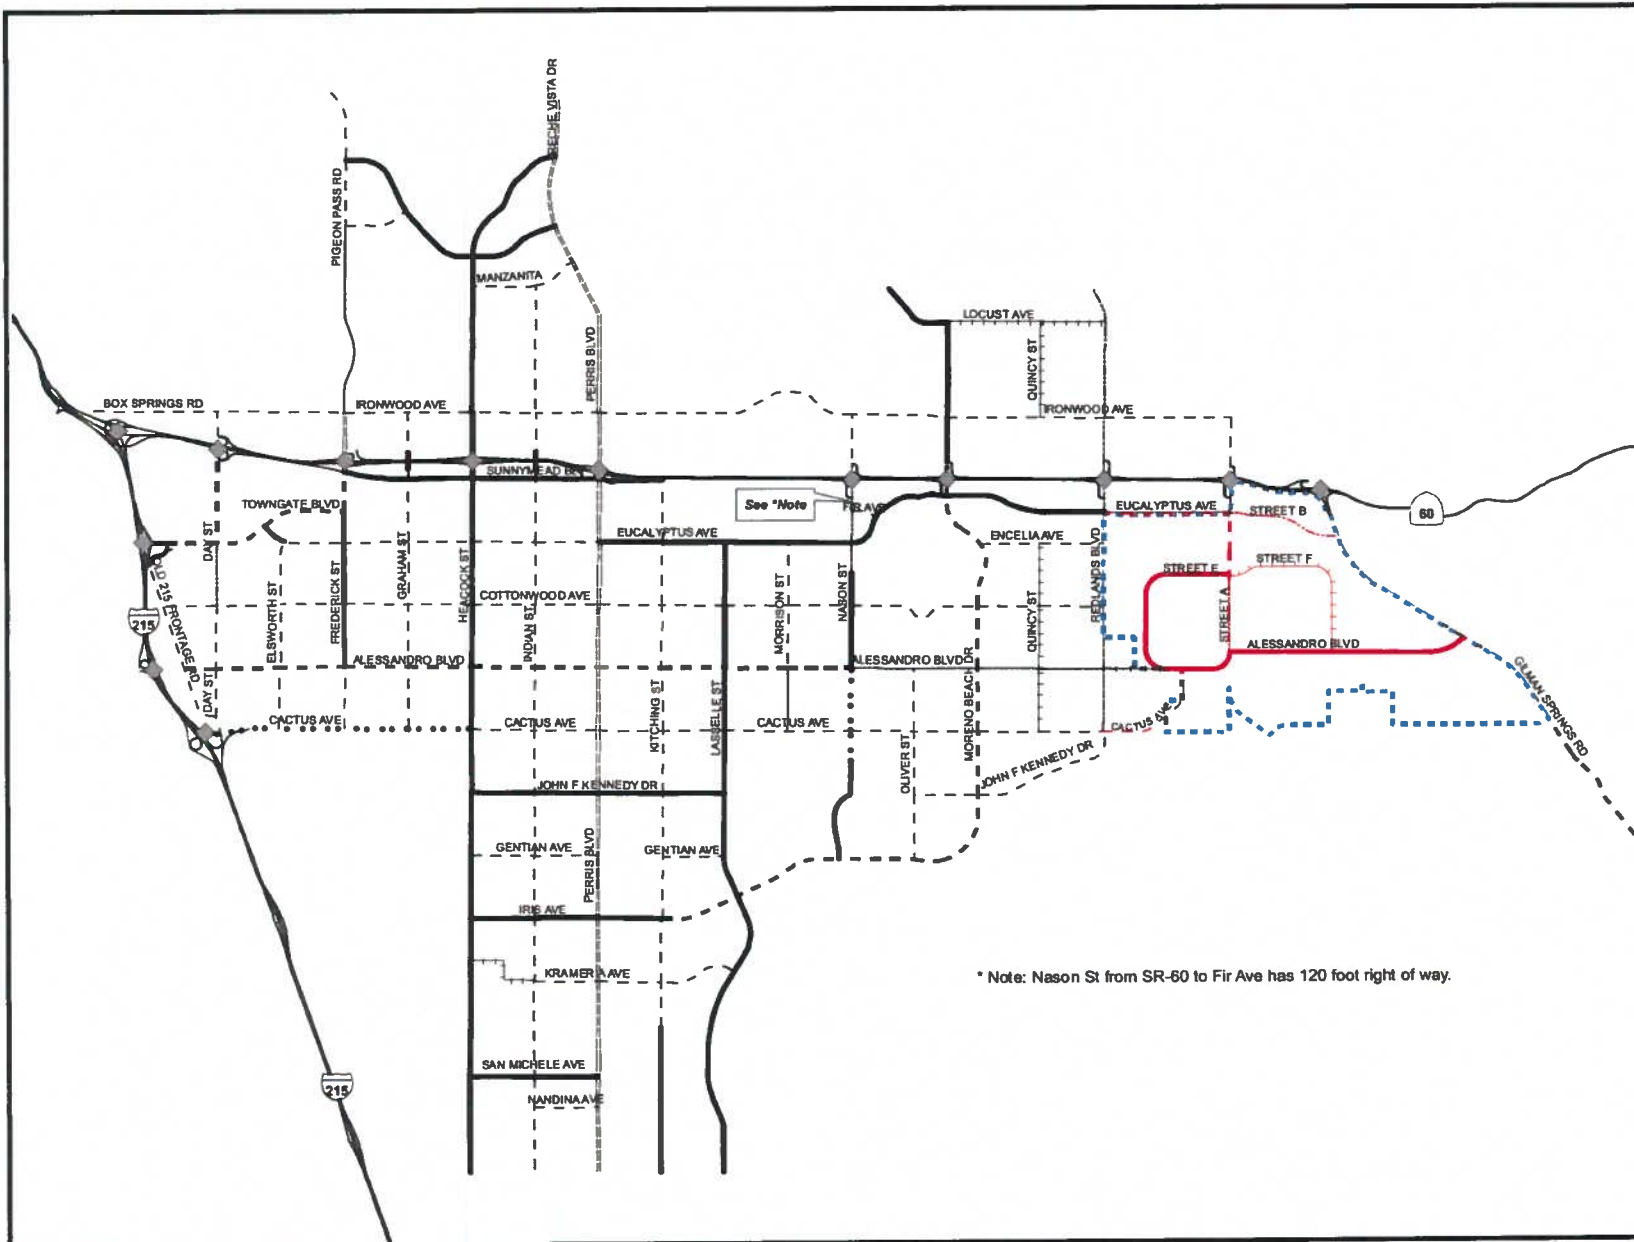 RECHE VISTA DR
PIGEON PASS RD
MANZANITA
PERRIS BLVD
LOCUST AVE
QUINCY ST
BOX SPRINGS RD
IRONWOOD AVE
IRONWOOD AVE
SUNNYMEAD
TOWNGATE BLVD
See *Note
FIR AVE
EUCALYPTUS AVE
STREET B
60
DAY ST
EUCALYPTUS AVE
ENCELIA AVE
REDLANDS BLVD
OLD 215 FRONTAGE RD
ELSWORTH ST
FREDERICK ST
GRAHAM ST
HEACOCK ST
STREET E
STREET F
STREET A
COTTONWOOD AVE
INDIAN ST
MORRISON ST
NASON ST
QUINCY ST
215
ALESSANDRO BLVD
ALESSANDRO BLVD
ALESSANDRO BLVD
DAY ST
KITCHING ST
LASSELLE ST
MORENO BEACH DR
GILMAN SPRINGS RD
CACTUS AVE
CACTUS AVE
CACTUS AVE
CACTUS AVE
OLIVER ST
JOHN F KENNEDY DR
JOHN F KENNEDY DR
GENTIAN AVE
GENTIAN AVE
PERRIS BLVD
IRIS AVE
KRAMERIA AVE
* Note: Nason St from SR-60 to Fir Ave has 120 foot right of way.
SAN MICHELE AVE
215
NANDINA AVE